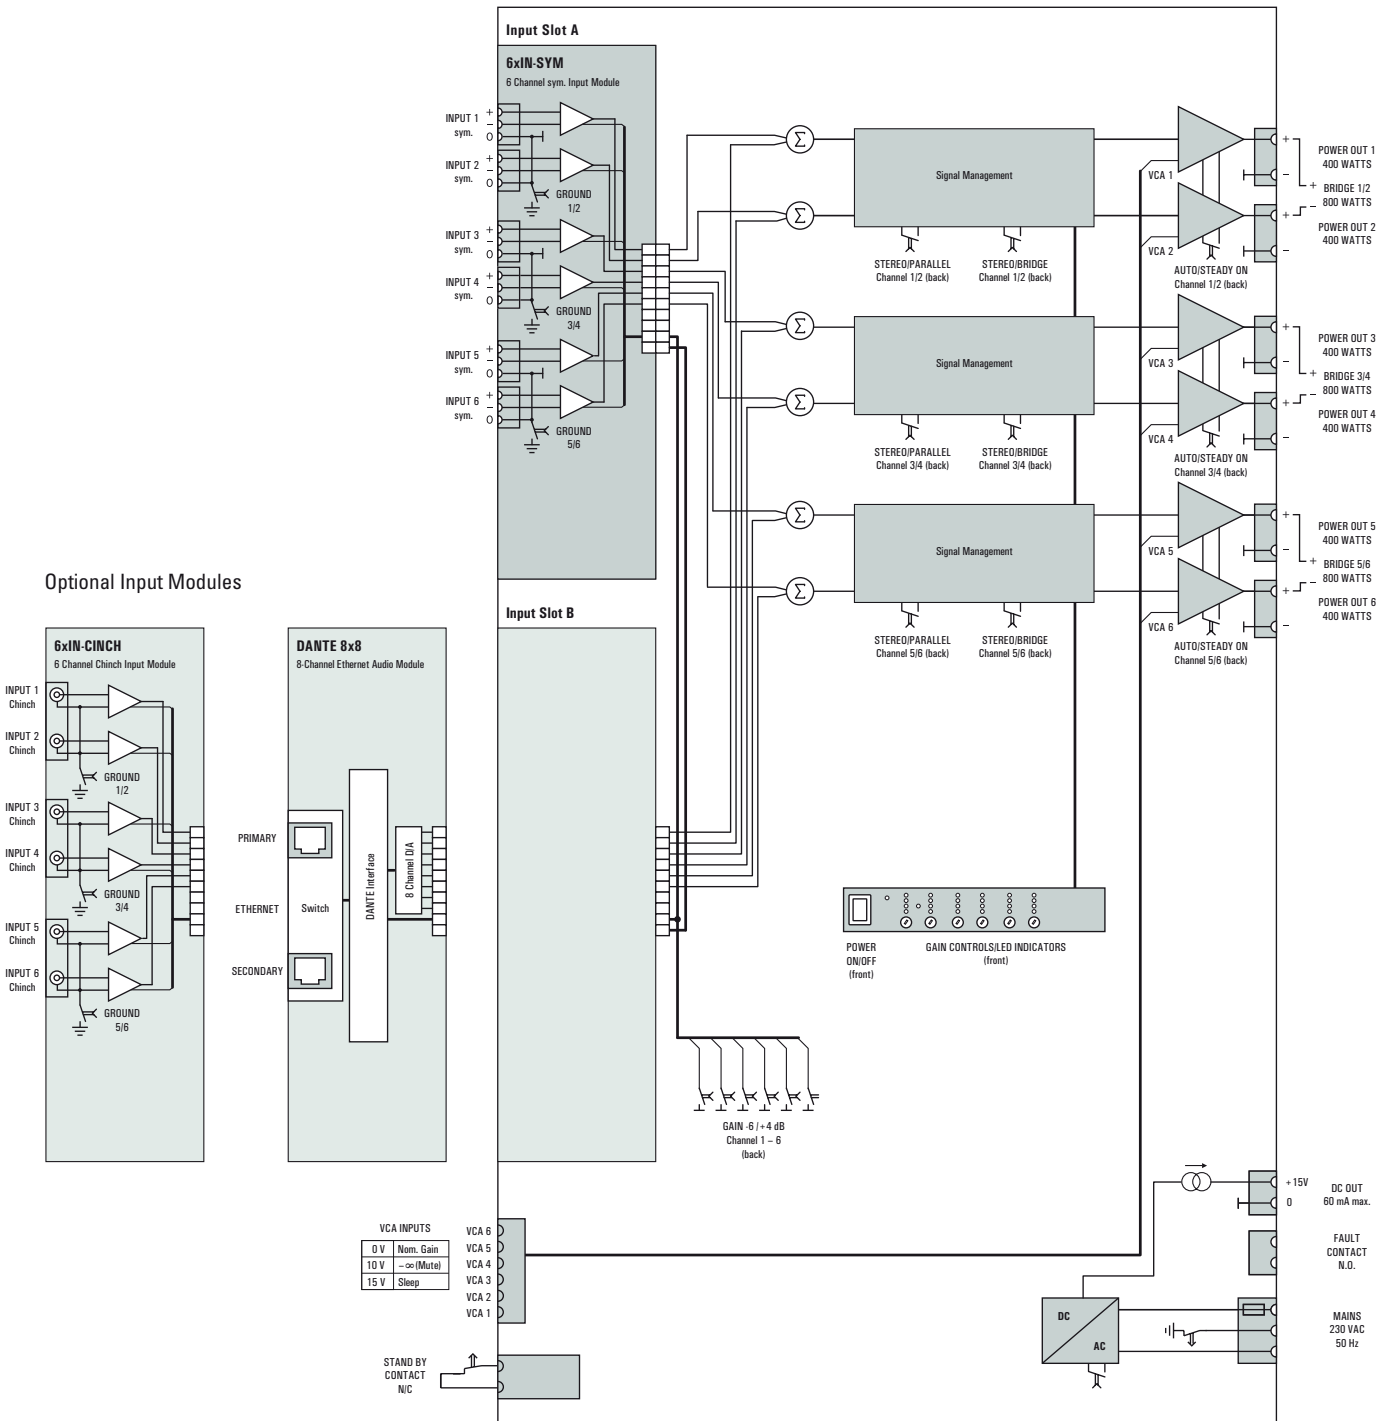 Input Slot A
6xIN-SYM
6 Channel sym. Input Module
INPUT 1
sym.
+
–
0
INPUT 2
sym.
+
–
0
GROUND
1/2
INPUT 3
sym.
+
–
0
INPUT 4
sym.
+
–
0
GROUND
3/4
INPUT 5
sym.
+
–
0
INPUT 6
sym.
+
–
0
GROUND
5/6
Σ
Σ
Signal Management
STEREO/PARALLEL
Channel 1/2 (back)
STEREO/BRIDGE
Channel 1/2 (back)
VCA 1
VCA 2
AUTO/STEADY ON
Channel 1/2 (back)
+
–
+
–
POWER OUT 1
400 WATTS
+ BRIDGE 1/2
– 800 WATTS
POWER OUT 2
400 WATTS
Σ
Σ
Signal Management
STEREO/PARALLEL
Channel 3/4 (back)
STEREO/BRIDGE
Channel 3/4 (back)
VCA 3
VCA 4
AUTO/STEADY ON
Channel 3/4 (back)
+
–
+
–
POWER OUT 3
400 WATTS
+ BRIDGE 3/4
– 800 WATTS
POWER OUT 4
400 WATTS
Σ
Σ
Signal Management
STEREO/PARALLEL
Channel 5/6 (back)
STEREO/BRIDGE
Channel 5/6 (back)
VCA 5
VCA 6
AUTO/STEADY ON
Channel 5/6 (back)
+
–
+
–
POWER OUT 5
400 WATTS
+ BRIDGE 5/6
– 800 WATTS
POWER OUT 6
400 WATTS
Optional Input Modules
6xIN-CINCH
6 Channel Chinch Input Module
INPUT 1
Chinch
INPUT 2
Chinch
GROUND
1/2
INPUT 3
Chinch
INPUT 4
Chinch
GROUND
3/4
INPUT 5
Chinch
INPUT 6
Chinch
GROUND
5/6
DANTE 8x8
8-Channel Ethernet Audio Module
PRIMARY
ETHERNET
SECONDARY
Switch
DANTE Interface
8 Channel D/A
Input Slot B
POWER
ON/OFF
(front)
GAIN CONTROLS/LED INDICATORS
(front)
GAIN -6 / +4 dB
Channel 1 – 6
(back)
VCA INPUTS
0 V Nom. Gain
10 V –∞(Mute)
15 V Sleep
VCA 6
VCA 5
VCA 4
VCA 3
VCA 2
VCA 1
STAND BY
CONTACT
N/C
+ 15V
0
DC OUT
60 mA max.
FAULT
CONTACT
N.O.
DC
AC
MAINS
230 VAC
50 Hz